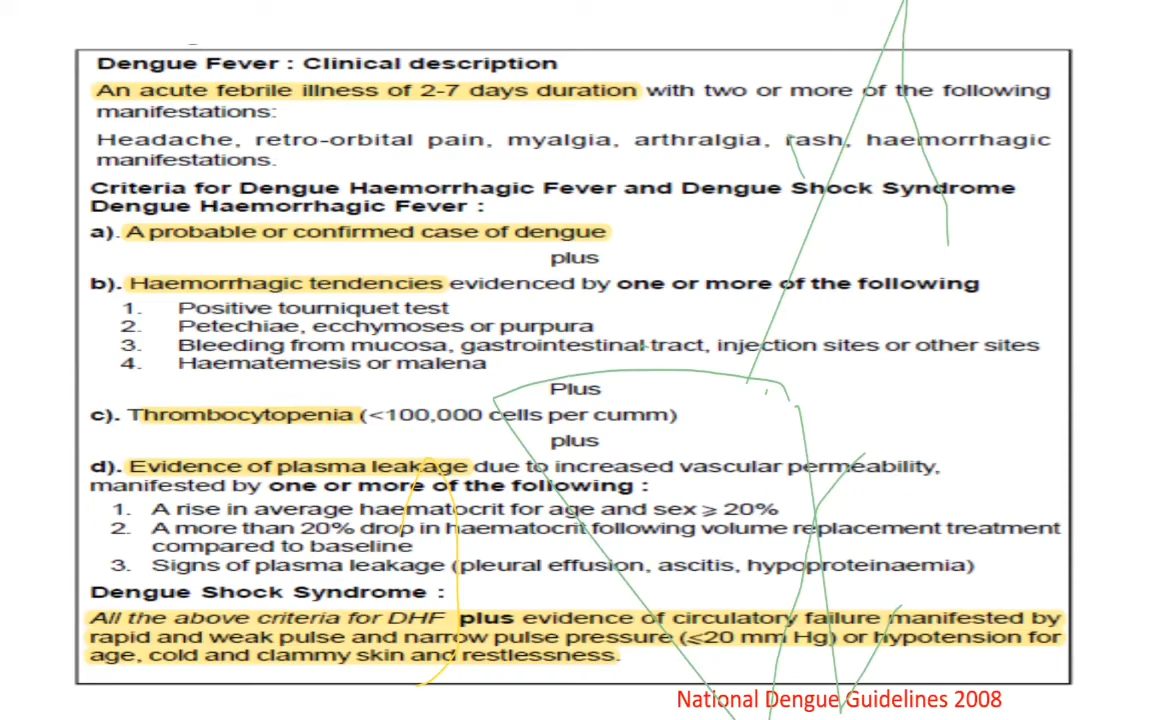 Dengue Fever : Clinical description
An acute febrile illness of 2-7 days duration with two or more of the following
manifestations:
Headache, retro-orbital pain, myalgia, arthralgia, rash, haemorrhagic
manifestations.
Criteria for Dengue Haemorrhagic Fever and Dengue Shock Syndrome
Dengue Haemorrhagic Fever :
a). A probable or confirmed case of dengue
plus
b). Haemorrhagic tendencies evidenced by one or more of the following
1. Positive tourniquet test
2. Petechiae, ecchymoses or purpura
3. Bleeding from mucosa, gastrointestinal tract, injection sites or other sites
4. Haematemesis or malena
Plus
c). Thrombocytopenia (<100,000 cells per cumm)
plus
d). Evidence of plasma leakage due to increased vascular permeability,
manifested by one or more of the following :
1. A rise in average haematocrit for age and sex ⩾ 20%
2. A more than 20% drop in haematocrit following volume replacement treatment
compared to baseline
3. Signs of plasma leakage (pleural effusion, ascitis, hypoproteinaemia)
Dengue Shock Syndrome :
All the above criteria for DHF plus evidence of circulatory failure manifested by
rapid and weak pulse and narrow pulse pressure (⩽20 mm Hg) or hypotension for
age, cold and clammy skin and restlessness.
National Dengue Guidelines 2008